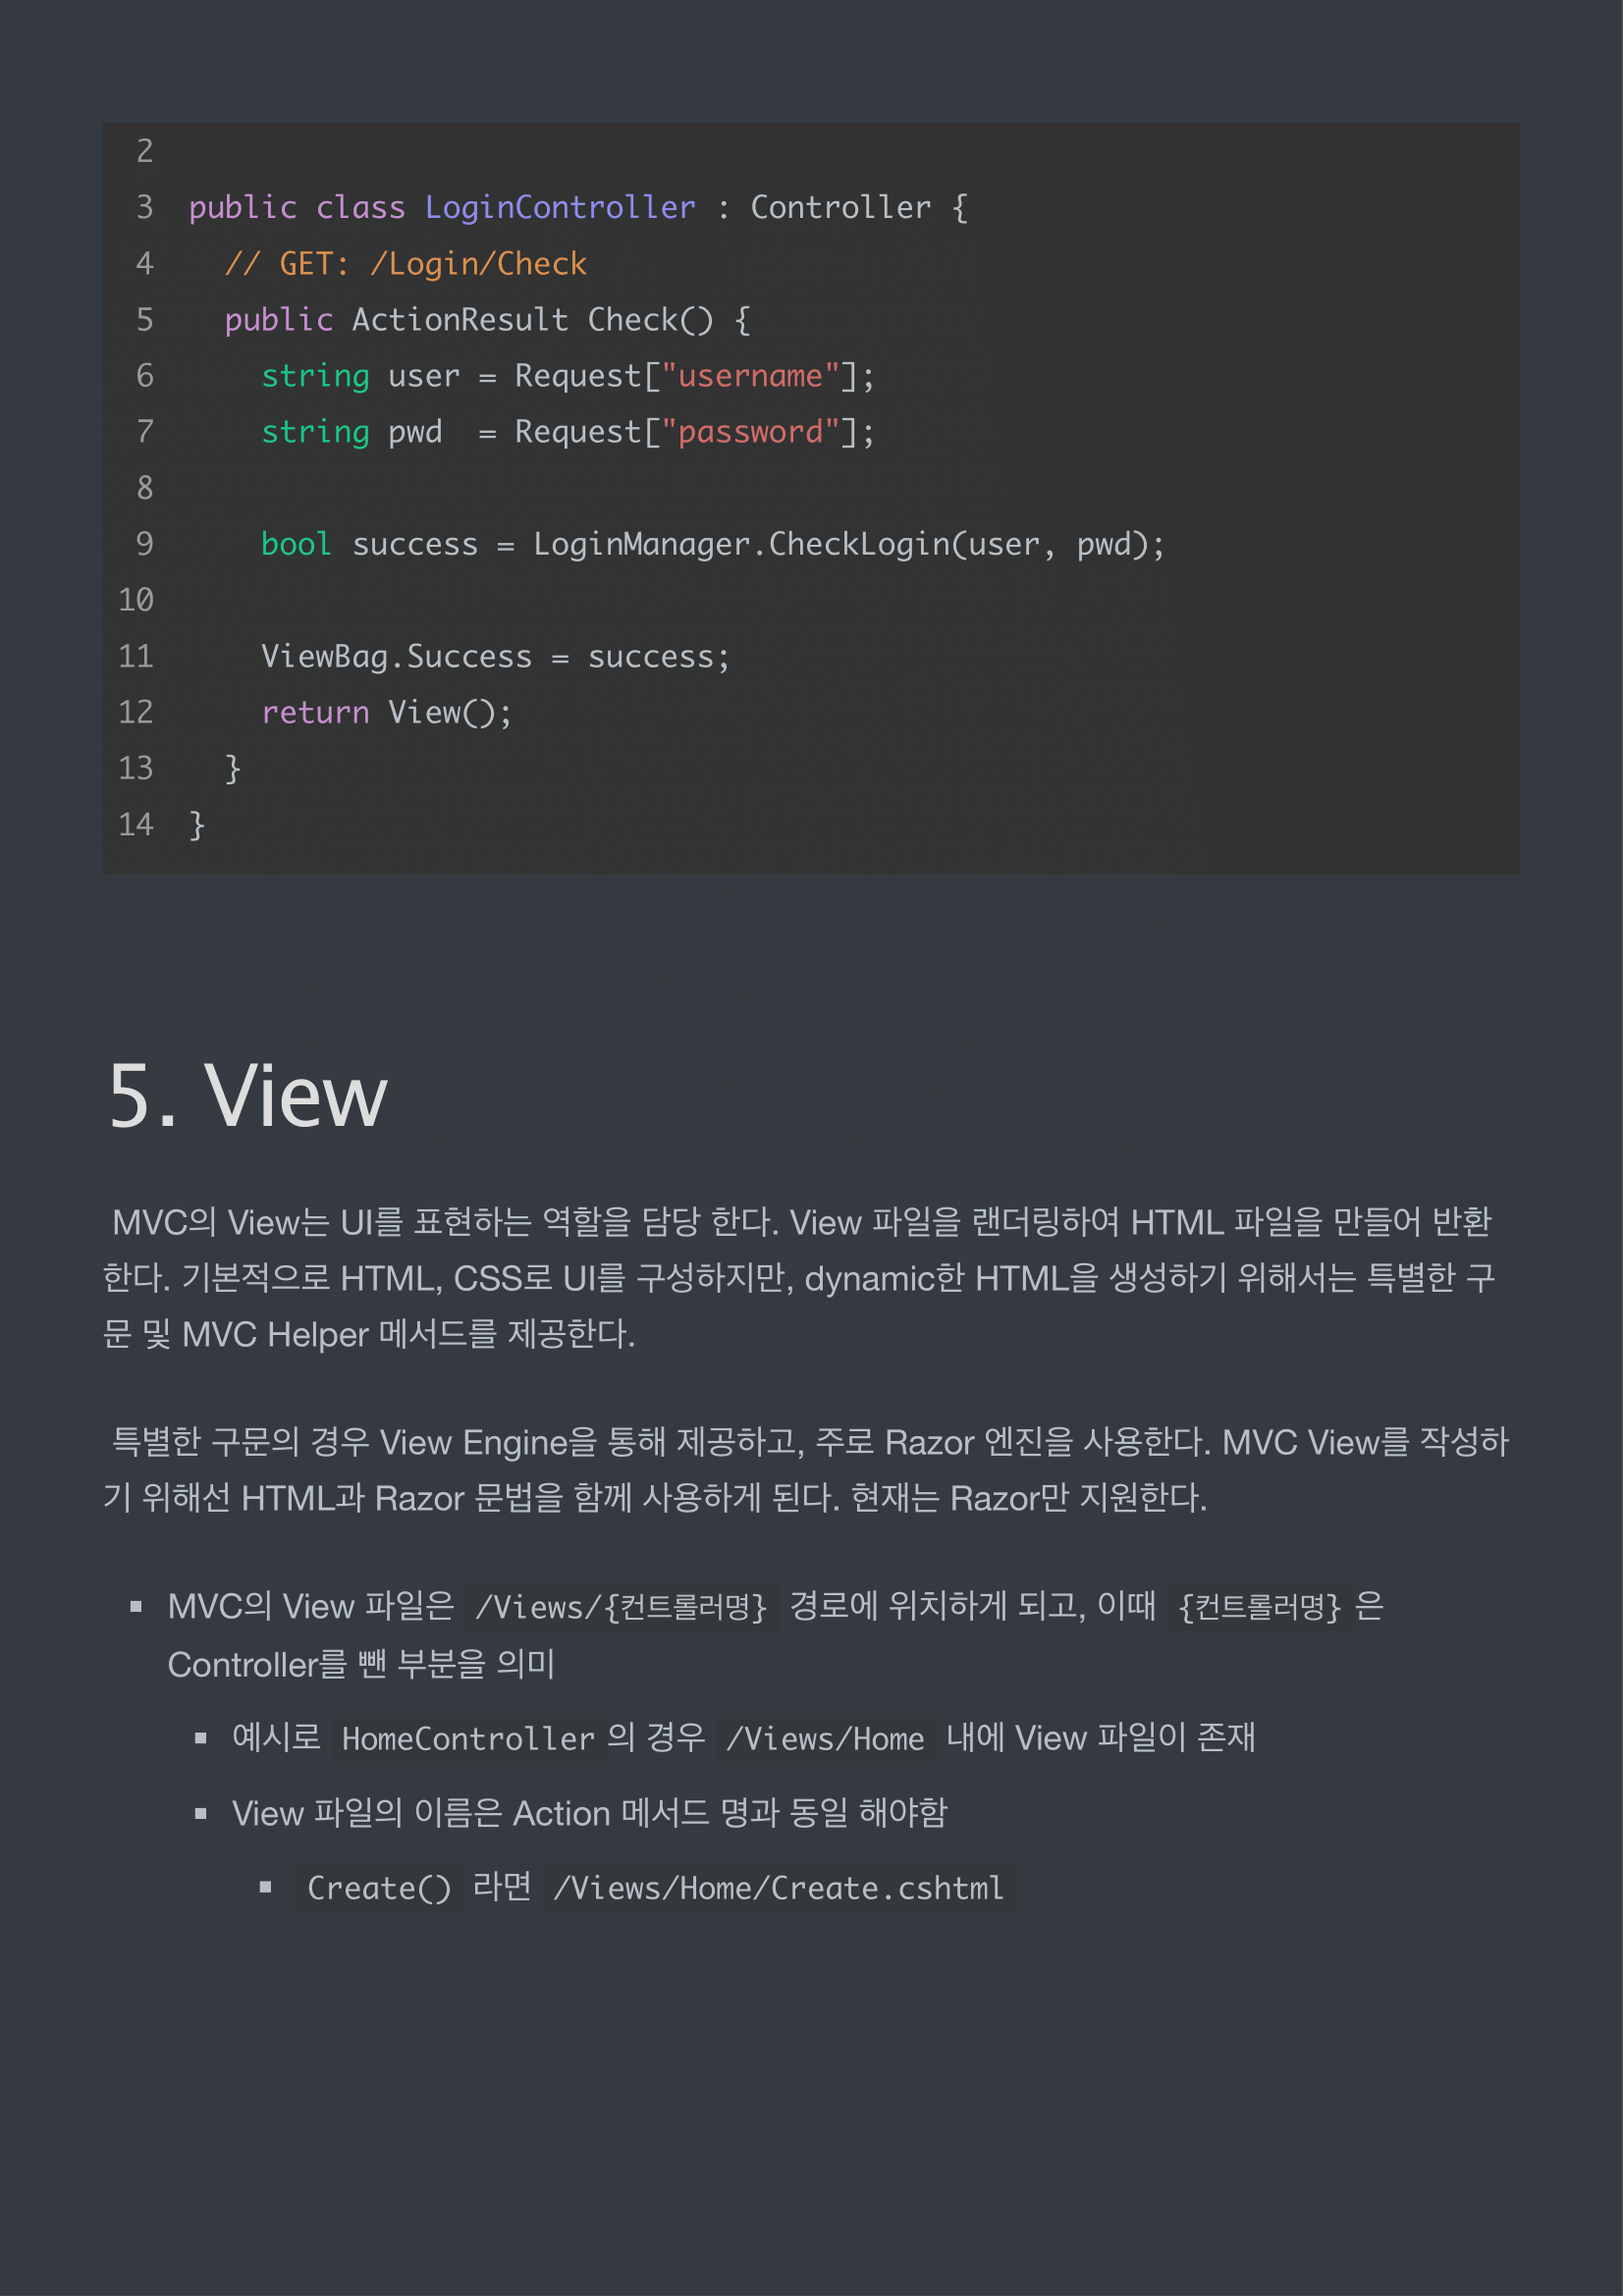 2
3 public class LoginController : Controller {
4   // GET: /Login/Check
5   public ActionResult Check() {
6     string user = Request["username"];
7     string pwd  = Request["password"];
8
9     bool success = LoginManager.CheckLogin(user, pwd);
10
11     ViewBag.Success = success;
12     return View();
13   }
14 }
5. View
MVC의 View는 UI를 표현하는 역할을 담당 한다. View 파일을 랜더링하여 HTML 파일을 만들어 반환
한다. 기본적으로 HTML, CSS로 UI를 구성하지만, dynamic한 HTML을 생성하기 위해서는 특별한 구
문 및 MVC Helper 메서드를 제공한다.
특별한 구문의 경우 View Engine을 통해 제공하고, 주로 Razor 엔진을 사용한다. MVC View를 작성하
기 위해선 HTML과 Razor 문법을 함께 사용하게 된다. 현재는 Razor만 지원한다.
▪ MVC의 View 파일은 /Views/{컨트롤러명} 경로에 위치하게 되고, 이때 {컨트롤러명} 은
Controller를 뺀 부분을 의미
▪ 예시로 HomeController 의 경우 /Views/Home 내에 View 파일이 존재
▪ View 파일의 이름은 Action 메서드 명과 동일 해야함
▪ Create() 라면 /Views/Home/Create.cshtml